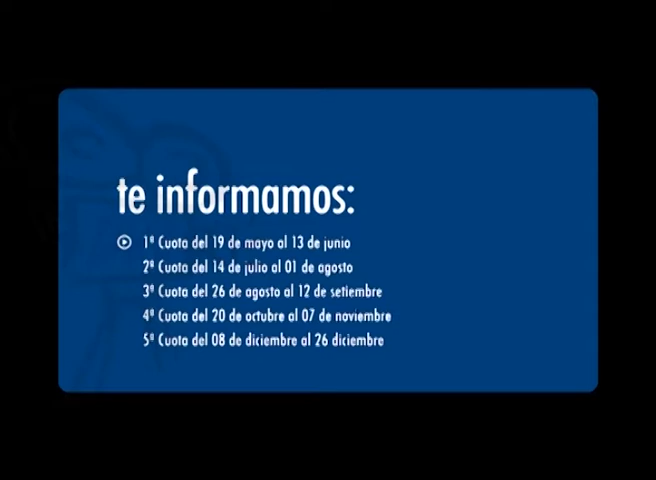 te informamos:
1ª Cuota del 19 de mayo al 13 de junio
2ª Cuota del 14 de julio al 01 de agosto
3ª Cuota del 26 de agosto al 12 de setiembre
4ª Cuota del 20 de octubre al 07 de noviembre
5ª Cuota del 08 de diciembre al 26 diciembre